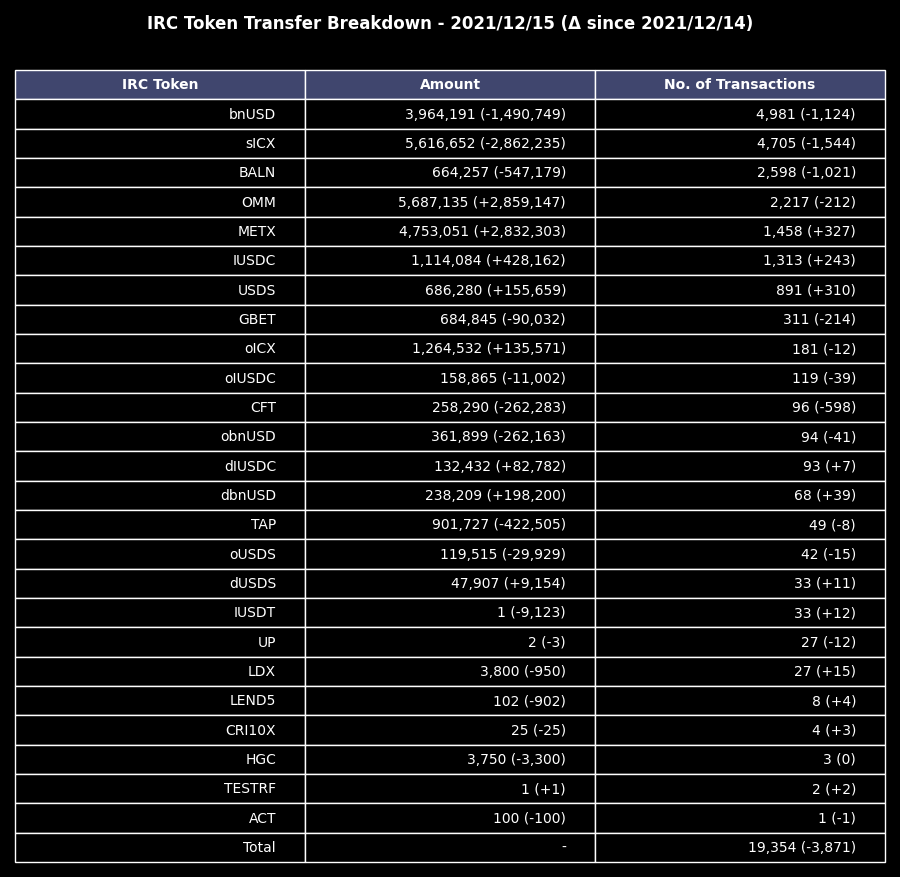 IRC Token Transfer Breakdown - 2021/12/15 (Δ since 2021/12/14)
IRC Token Amount No. of Transactions
bnUSD 3,964,191 (-1,490,749) 4,981 (-1,124)
sICX 5,616,652 (-2,862,235) 4,705 (-1,544)
BALN 664,257 (-547,179) 2,598 (-1,021)
OMM 5,687,135 (+2,859,147) 2,217 (-212)
METX 4,753,051 (+2,832,303) 1,458 (+327)
IUSDC 1,114,084 (+428,162) 1,313 (+243)
USDS 686,280 (+155,659) 891 (+310)
GBET 684,845 (-90,032) 311 (-214)
oICX 1,264,532 (+135,571) 181 (-12)
oIUSDC 158,865 (-11,002) 119 (-39)
CFT 258,290 (-262,283) 96 (-598)
obnUSD 361,899 (-262,163) 94 (-41)
dIUSDC 132,432 (+82,782) 93 (+7)
dbnUSD 238,209 (+198,200) 68 (+39)
TAP 901,727 (-422,505) 49 (-8)
oUSDS 119,515 (-29,929) 42 (-15)
dUSDS 47,907 (+9,154) 33 (+11)
IUSDT 1 (-9,123) 33 (+12)
UP 2 (-3) 27 (-12)
LDX 3,800 (-950) 27 (+15)
LEND5 102 (-902) 8 (+4)
CRI10X 25 (-25) 4 (+3)
HGC 3,750 (-3,300) 3 (0)
TESTRF 1 (+1) 2 (+2)
ACT 100 (-100) 1 (-1)
Total - 19,354 (-3,871)